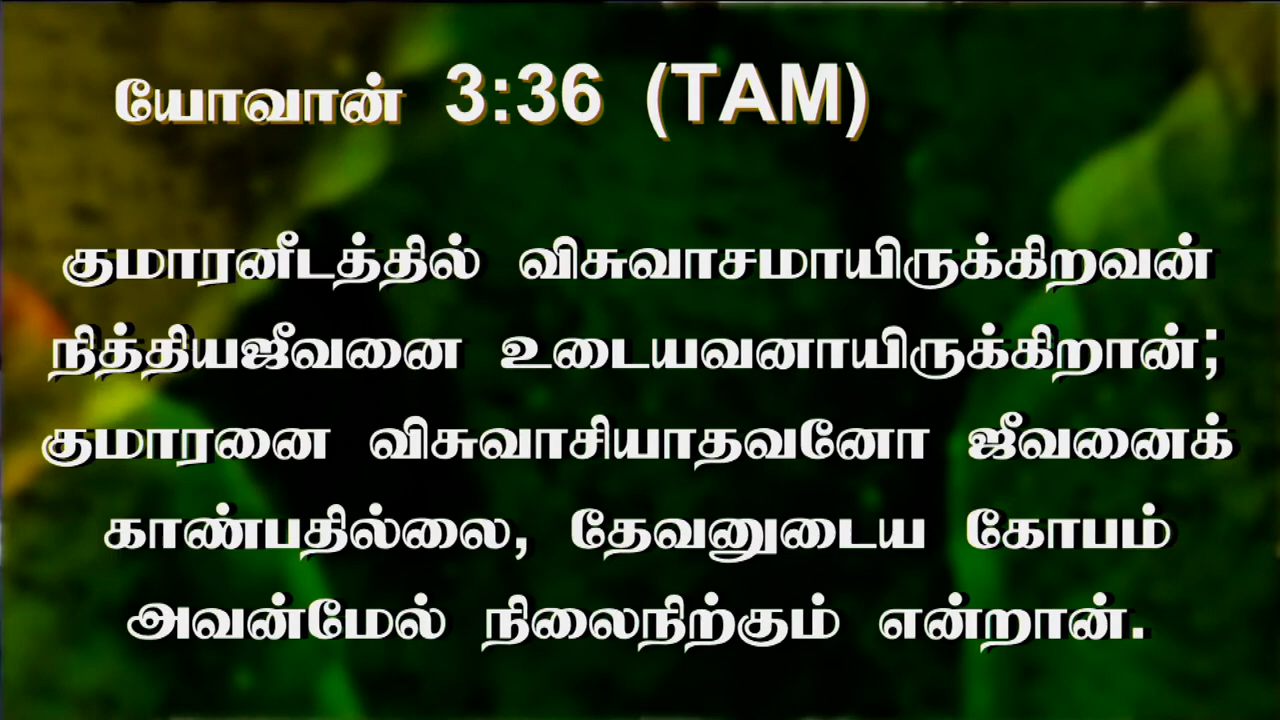 யோவான் 3:36 (TAM)
குமாரனீடத்தில் விசுவாசமாயிருக்கிறவன்
நித்தியஜீவனை உடையவனாயிருக்கிறான்;
குமாரனை விசுவாசியாதவனோ ஜீவனைக்
காண்பதில்லை, தேவனுடைய கோபம்
அவன்மேல் நிலைநிற்கும் என்றான்.